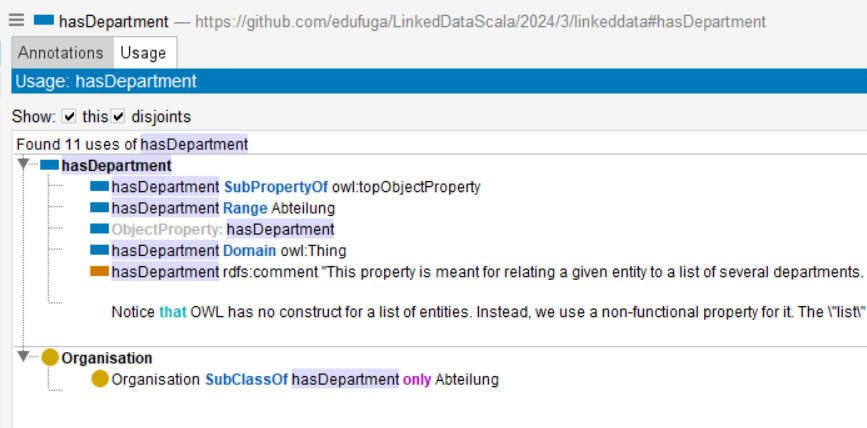 hasDepartment — https://github.com/edufuga/LinkedDataScala/2024/3/linkeddata#hasDepartment
Annotations Usage
Usage: hasDepartment
Show: this disjoints
Found 11 uses of hasDepartment
hasDepartment
hasDepartment SubPropertyOf owl:topObjectProperty
hasDepartment Range Abteilung
ObjectProperty: hasDepartment
hasDepartment Domain owl:Thing
hasDepartment rdfs:comment "This property is meant for relating a given entity to a list of several departments.
Notice that OWL has no construct for a list of entities. Instead, we use a non-functional property for it. The \"list\"
Organisation
Organisation SubClassOf hasDepartment only Abteilung